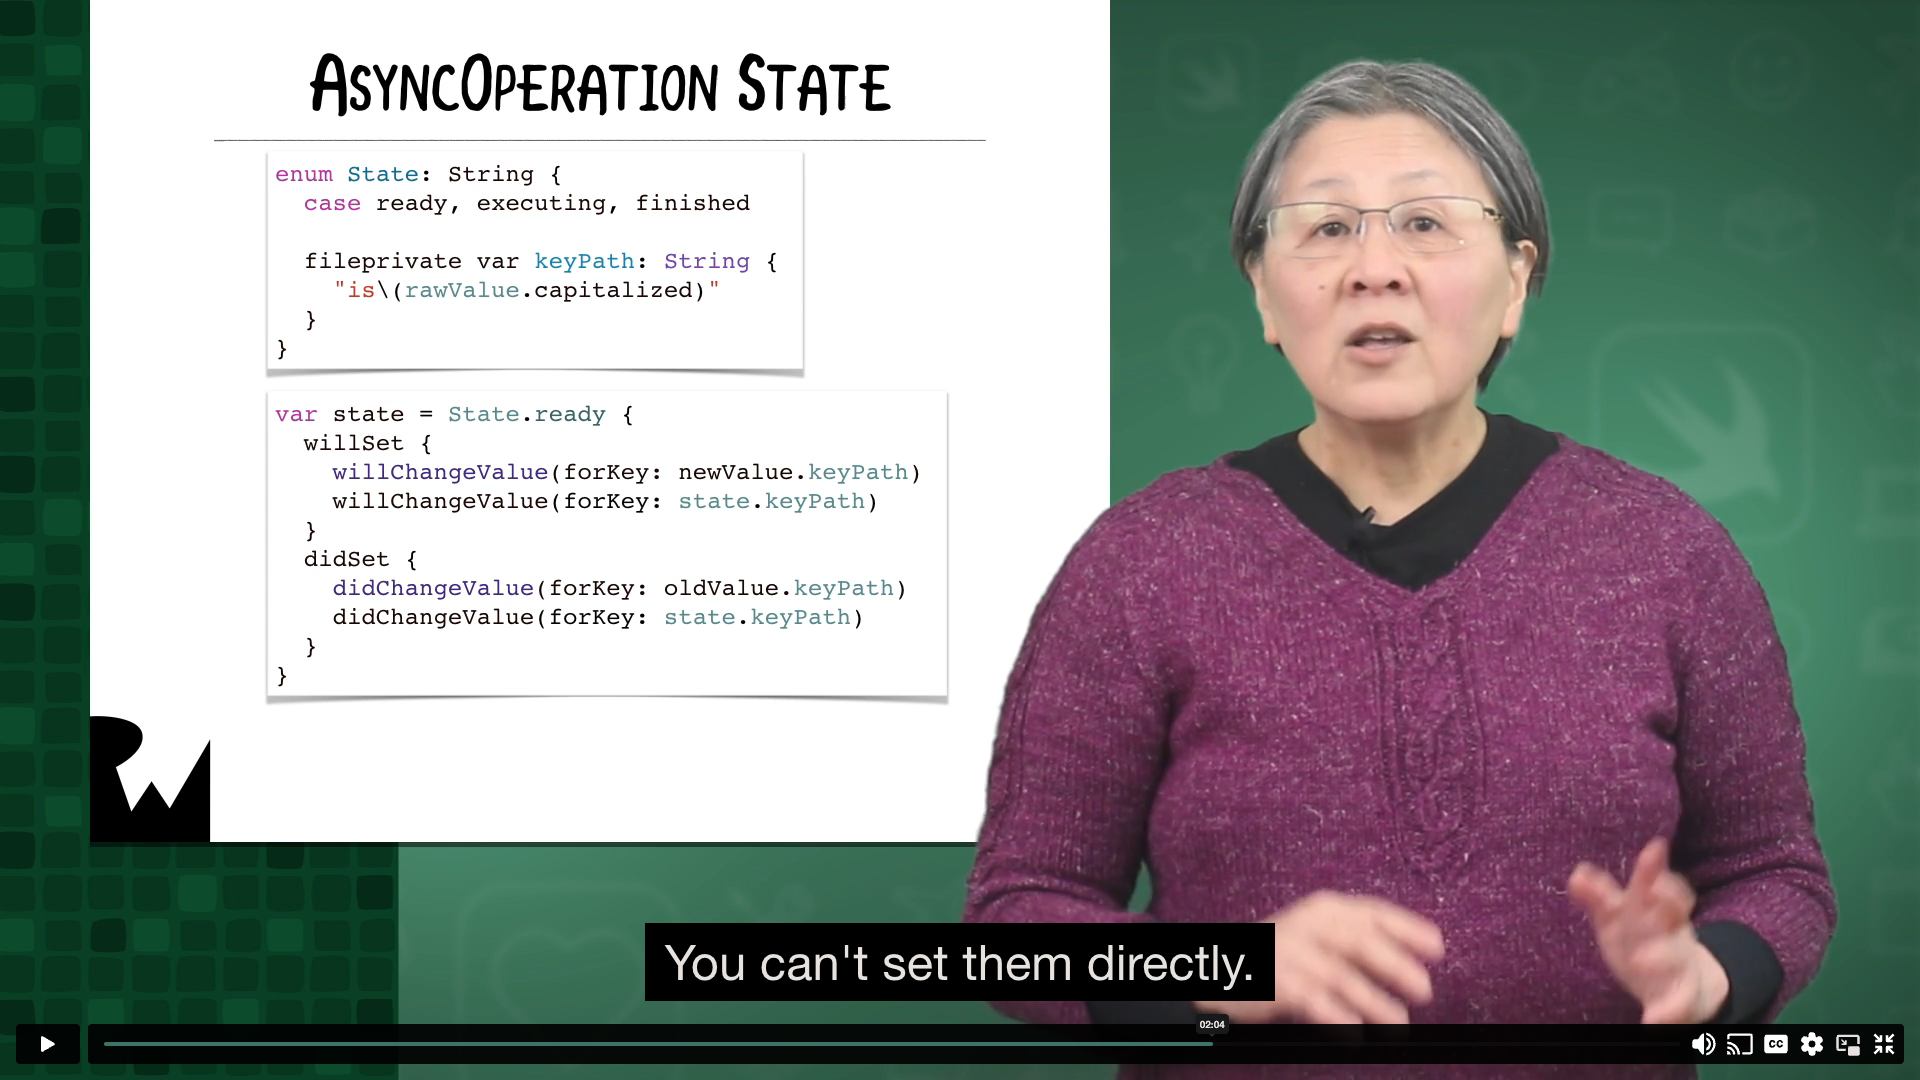 AsyncOperation State
enum State: String {
case ready, executing, finished
fileprivate var keyPath: String {
"is\(rawValue.capitalized)"
}
}
var state = State.ready {
willSet {
willChangeValue(forKey: newValue.keyPath)
willChangeValue(forKey: state.keyPath)
}
didSet {
didChangeValue(forKey: oldValue.keyPath)
didChangeValue(forKey: state.keyPath)
}
}
RW
You can't set them directly.
02:04
CC